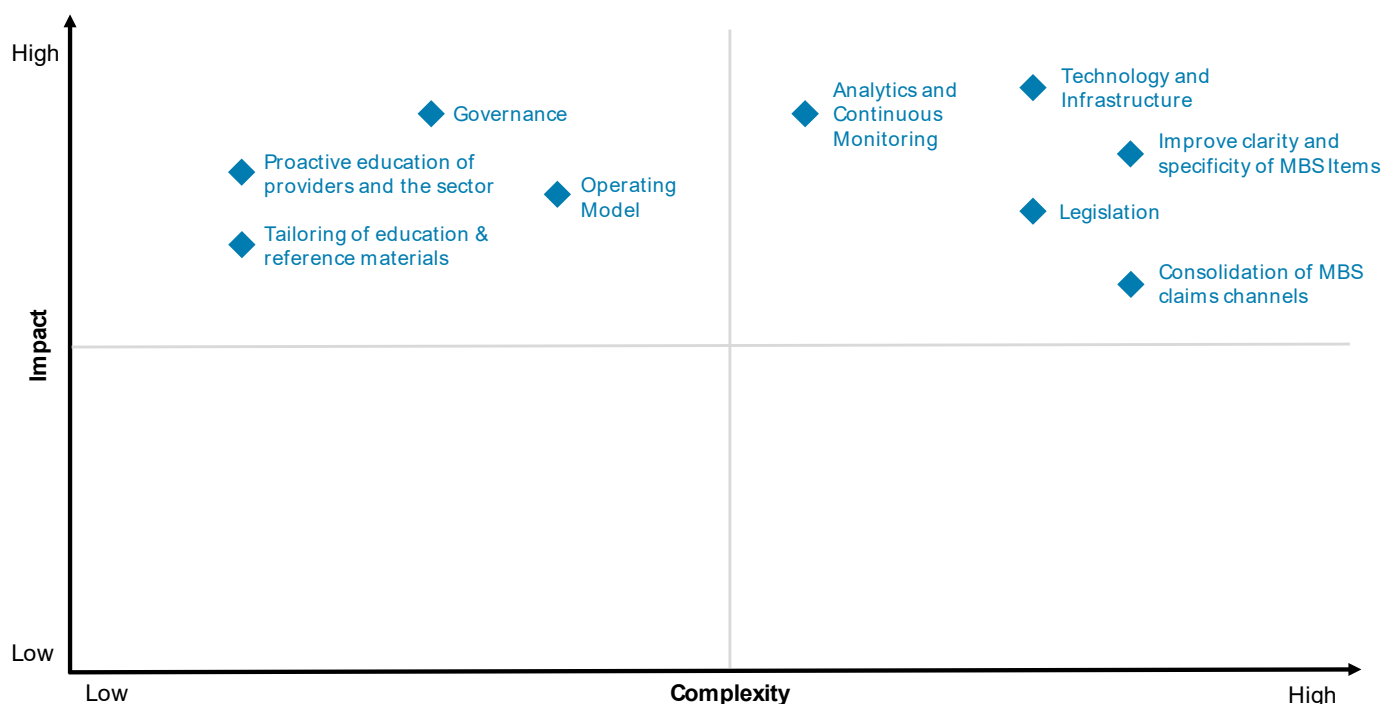 High
Governance
Proactive education of
providers and the sector
Operating
Model
Tailoring of education &
reference materials
Analytics and
Continuous
Monitoring
Technology and
Infrastructure
Improve clarity and
specificity of MBS Items
Legislation
Consolidation of MBS
claims channels
Impact
Low
Low
Complexity
High